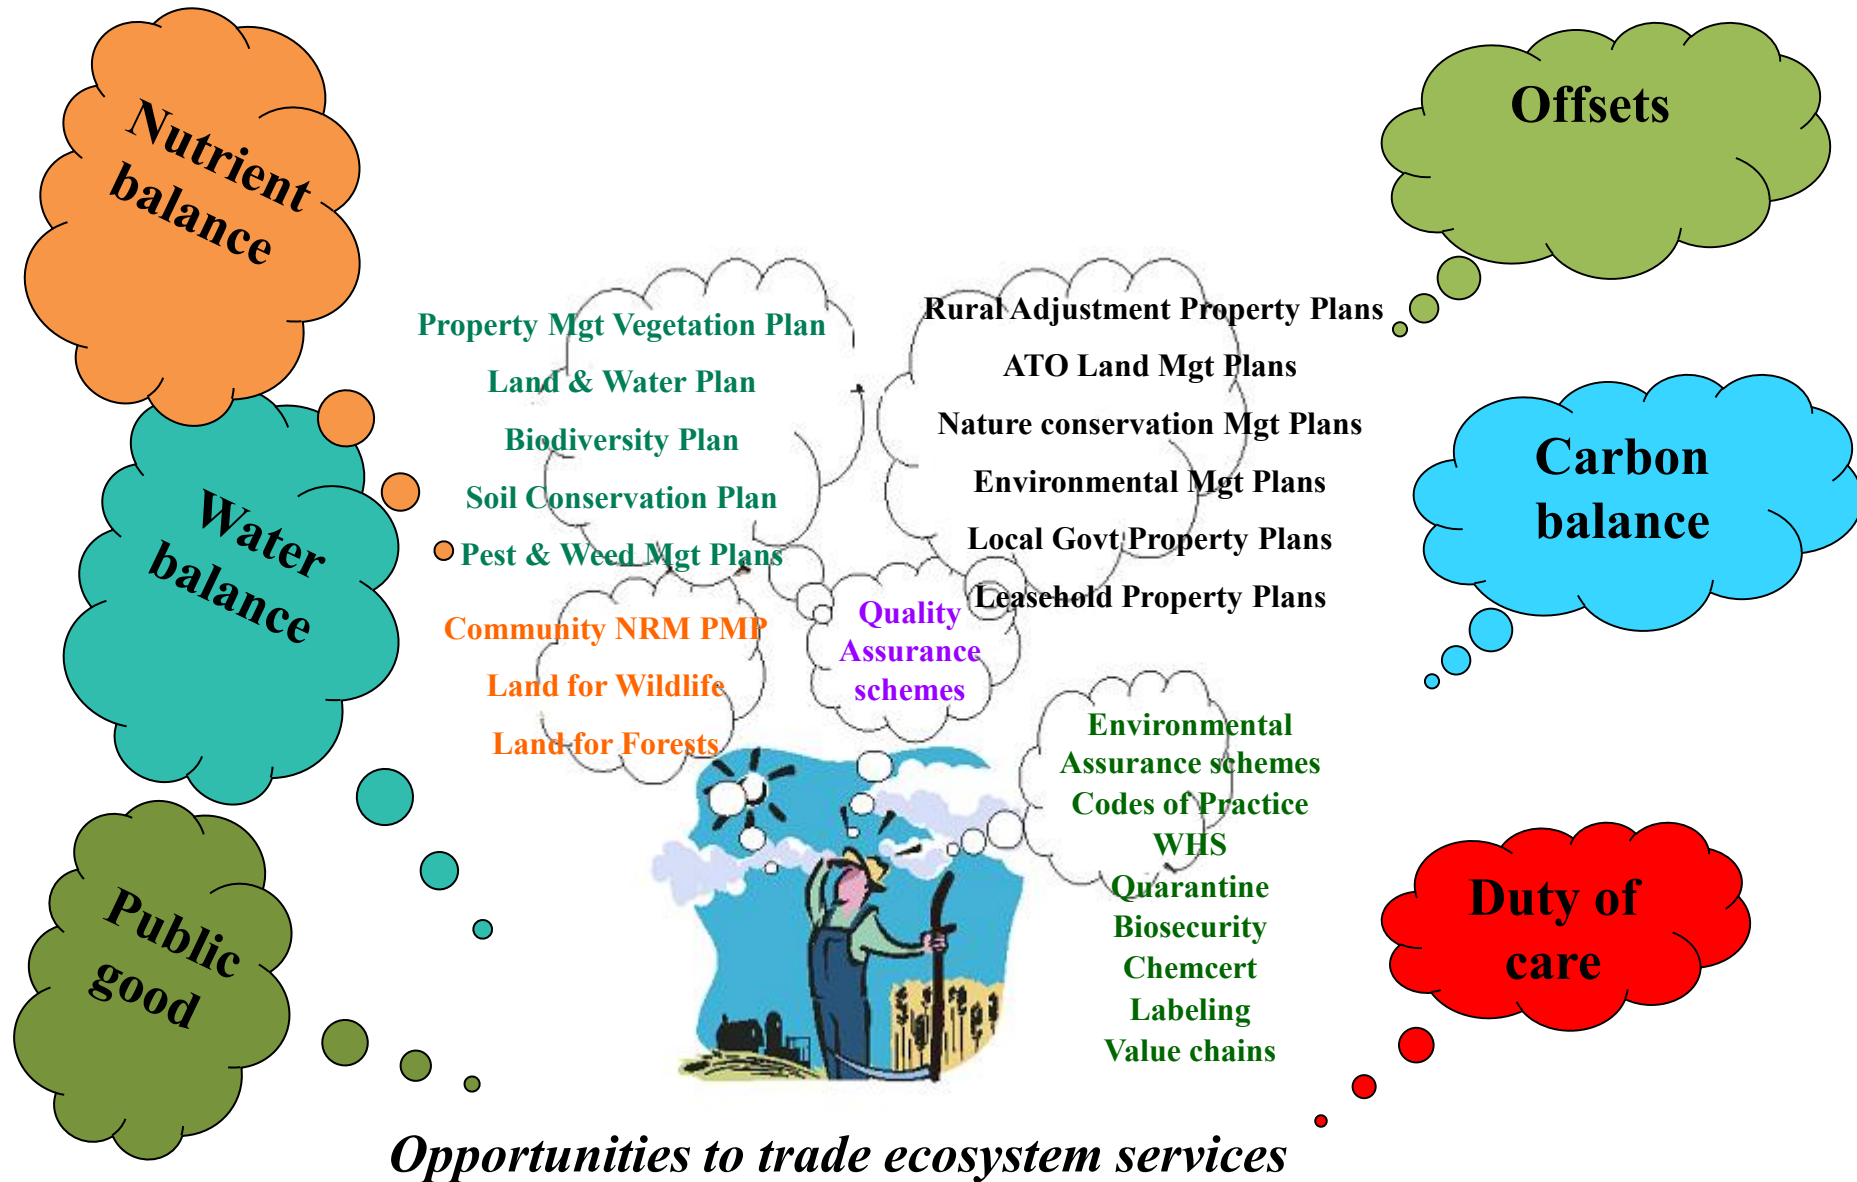 Nutrient
balance
Water
balance
Public
good
Property Mgt Vegetation Plan
Land & Water Plan
Biodiversity Plan
Soil Conservation Plan
Pest & Weed Mgt Plans
Community NRM PMP
Land for Wildlife
Land for Forests
Quality
Assurance
schemes
Rural Adjustment Property Plans
ATO Land Mgt Plans
Nature conservation Mgt Plans
Environmental Mgt Plans
Local Govt Property Plans
Leasehold Property Plans
Environmental
Assurance schemes
Codes of Practice
WHS
Quarantine
Biosecurity
Chemcert
Labeling
Value chains
Offsets
Carbon
balance
Duty of
care
Opportunities to trade ecosystem services